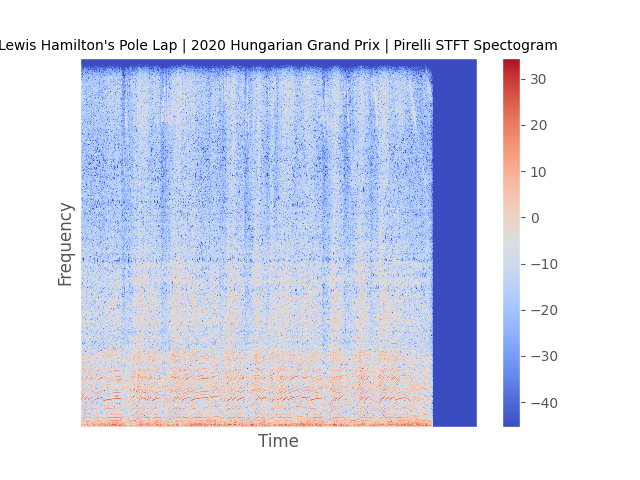 Lewis Hamilton's Pole Lap | 2020 Hungarian Grand Prix | Pirelli STFT Spectogram
Frequency
Time
30
20
10
0
−10
−20
−30
−40